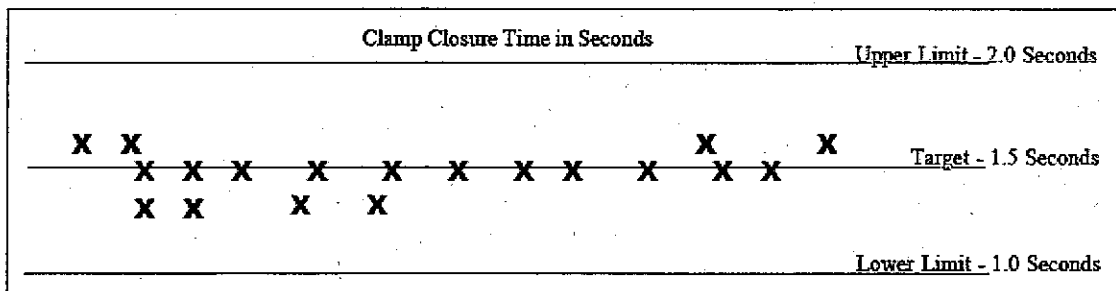 Clamp Closure Time in Seconds
Upper Limit - 2.0 Seconds
X X X X
X X X X X X X X X X X
X X X X
Target - 1.5 Seconds
Lower Limit - 1.0 Seconds